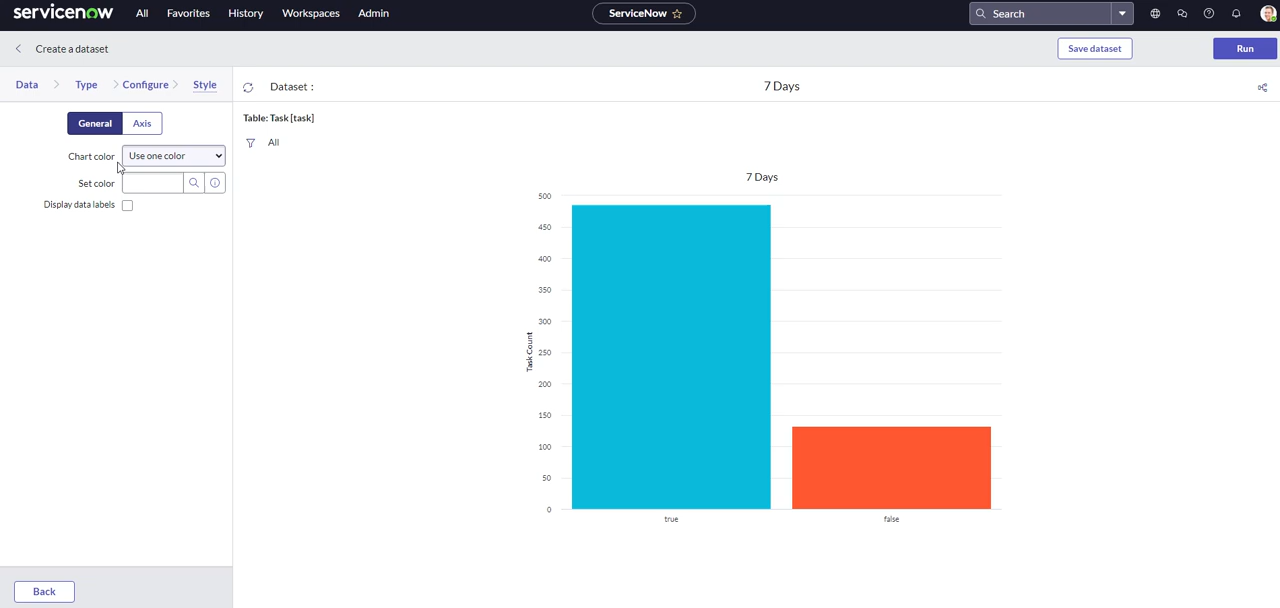 servicenow All Favorites History Workspaces Admin ServiceNow Search
Create a dataset Save dataset Run
Data Type Configure Style Dataset : 7 Days
General Axis
Table: Task [task]
All
Chart color Use one color
Set color
Display data labels
7 Days
500
450
400
350
300
250
200
150
100
50
0
Task Count
true false
Back